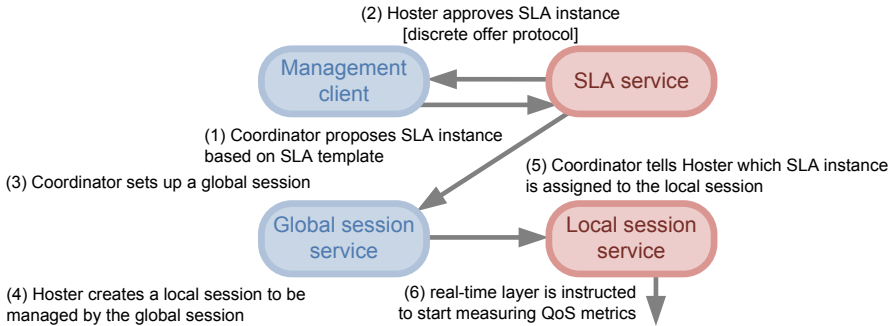 (2) Hoster approves SLA instance
[discrete offer protocol]
Management
client
SLA service
(1) Coordinator proposes SLA instance
based on SLA template
(3) Coordinator sets up a global session
(5) Coordinator tells Hoster which SLA instance
is assigned to the local session
Global session
service
Local session
service
(4) Hoster creates a local session to be
managed by the global session
(6) real-time layer is instructed
to start measuring QoS metrics